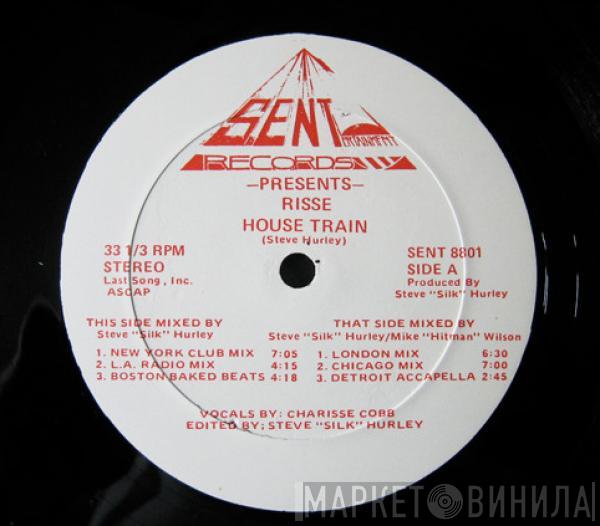 S.ENT
ENTERTAINMENT
RECORDS
—PRESENTS—
RISSE
HOUSE TRAIN
(Steve Hurley)
33 1/3 RPM
STEREO
Last Song, Inc.
ASCAP
SENT 8801
SIDE A
Produced By
Steve "Silk" Hurley
THIS SIDE MIXED BY
Steve "Silk" Hurley
1. NEW YORK CLUB MIX 7:05
2. L.A. RADIO MIX 4:15
3. BOSTON BAKED BEATS 4:18
THAT SIDE MIXED BY
Steve "Silk" Hurley/Mike "Hitman" Wilson
1. LONDON MIX 6:30
2. CHICAGO MIX 7:00
3. DETROIT ACCAPELLA 2:45
VOCALS BY: CHARISSE COBB
EDITED BY; STEVE "SILK" HURLEY
МАРКЕТ ВИНИЛА